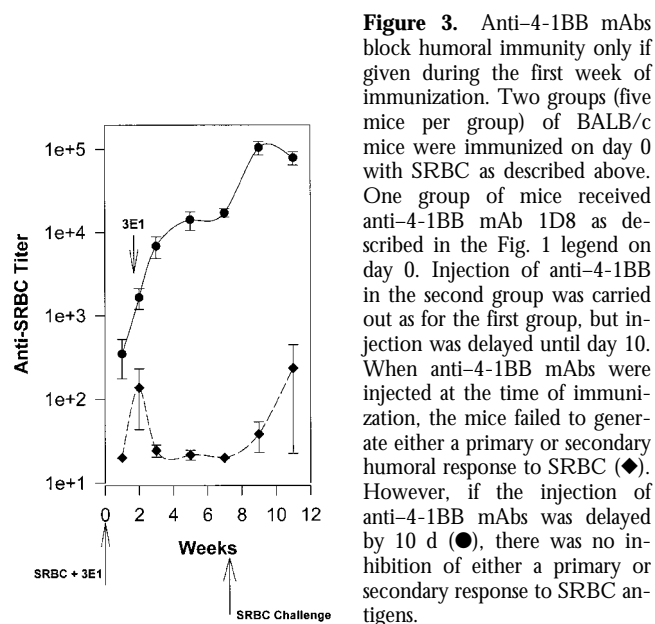 Figure 3. Anti–4-1BB mAbs
block humoral immunity only if
given during the first week of
immunization. Two groups (five
mice per group) of BALB/c
mice were immunized on day 0
with SRBC as described above.
One group of mice received
anti–4-1BB mAb 1D8 as de-
scribed in the Fig. 1 legend on
day 0. Injection of anti–4-1BB
in the second group was carried
out as for the first group, but in-
jection was delayed until day 10.
When anti–4-1BB mAbs were
injected at the time of immuni-
zation, the mice failed to gener-
ate either a primary or secondary
humoral response to SRBC (◆).
However, if the injection of
anti–4-1BB mAbs was delayed
by 10 d (●), there was no in-
hibition of either a primary or
secondary response to SRBC an-
tigens.
Anti-SRBC Titer
1e+5
1e+4
1e+3
1e+2
1e+1
3E1
0 2 4 6 8 10 12
Weeks
SRBC + 3E1
SRBC Challenge